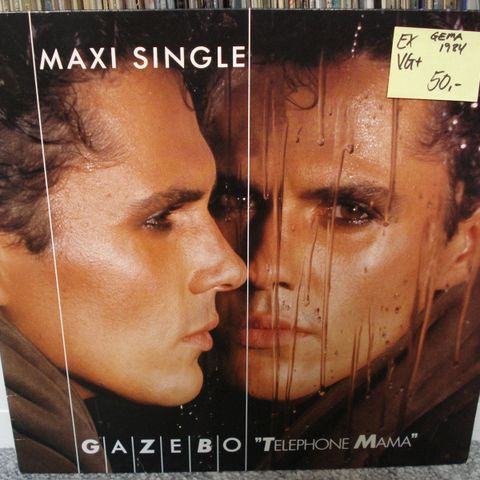 MAXI SINGLE
EX GEMA
VG+ 1984
50,-
GAZEBO "TELEPHONE MAMA"